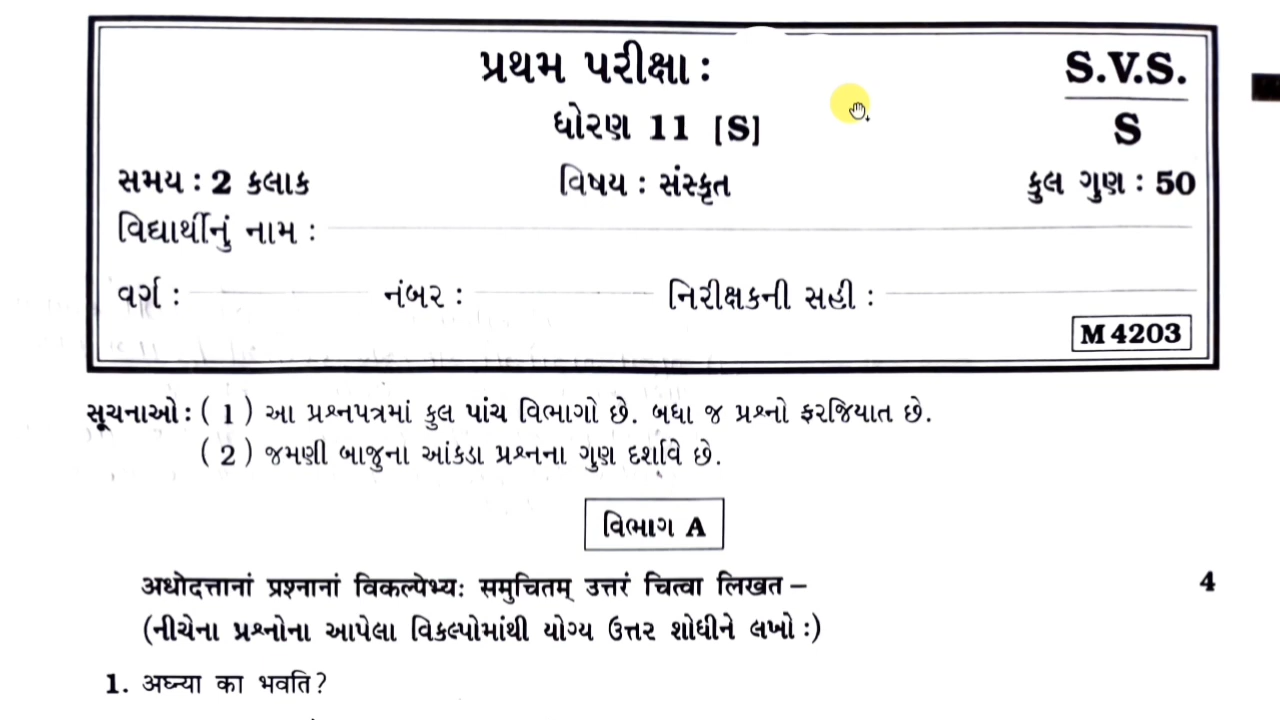 પ્રથમ પરીક્ષા :
S.V.S.
ધોરણ 11 [S]
S
સમય : 2 કલાક
વિષય : સંસ્કૃત
કુલ ગુણ : 50
વિદ્યાર્થીનું નામ :
વર્ગ : નંબર : નિરીક્ષકની સહી :
M 4203
સૂચનાઓ : ( 1 ) આ પ્રશ્નપત્રમાં કુલ પાંચ વિભાગો છે. બધા જ પ્રશ્નો ફરજિયાત છે.
( 2 ) જમણી બાજુના આંકડા પ્રશ્નના ગુણ દર્શાવે છે.
વિભાગ A
अधोदत्तानां प्रश्नानां विकल्पेभ्यः समुचितम् उत्तरं चित्वा लिखत – 4
(નીચેના પ્રશ્નોના આપેલા વિકલ્પોમાંથી યોગ્ય ઉત્તર શોધીને લખો :)
1. अघ्न्या का भवति?